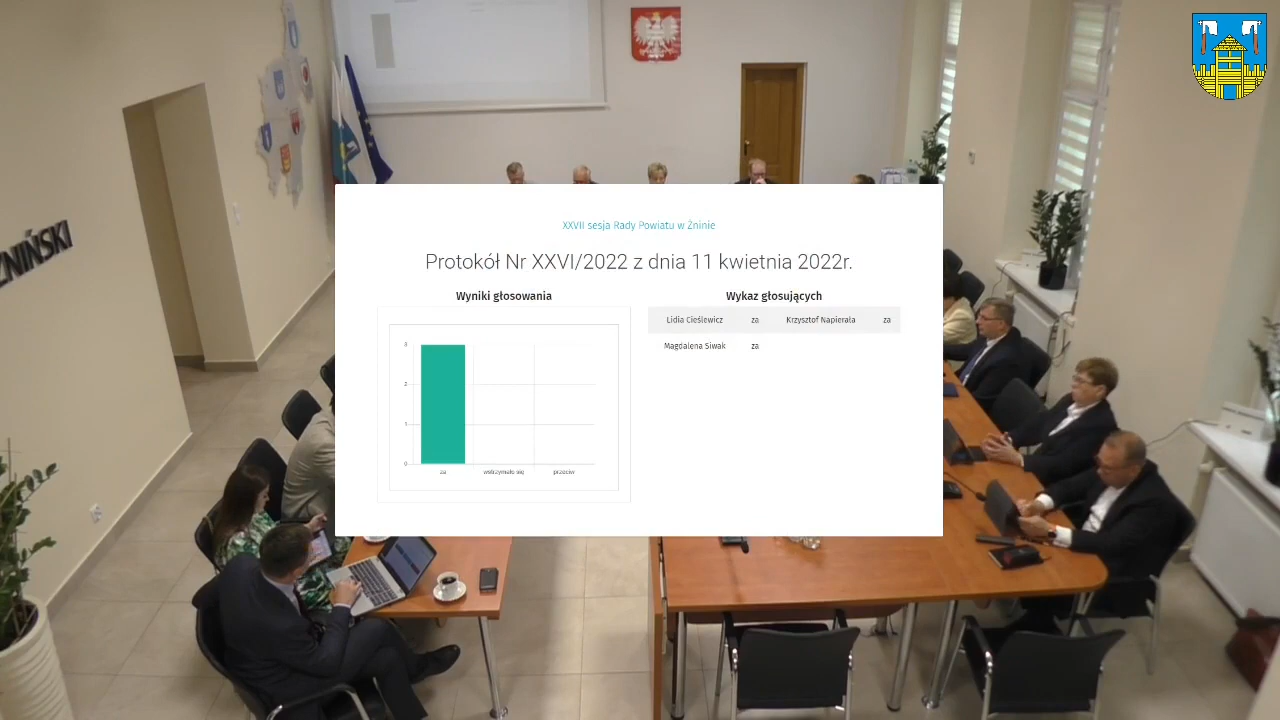 ŻNIŃSKI
XXVII sesja Rady Powiatu w Żninie
Protokół Nr XXVI/2022 z dnia 11 kwietnia 2022r.
Wyniki głosowania
Wykaz głosujących
Lidia Cieślewicz za Krzysztof Napierała za
Magdalena Siwak za
3
2
1
0
za wstrzymało się przeciw